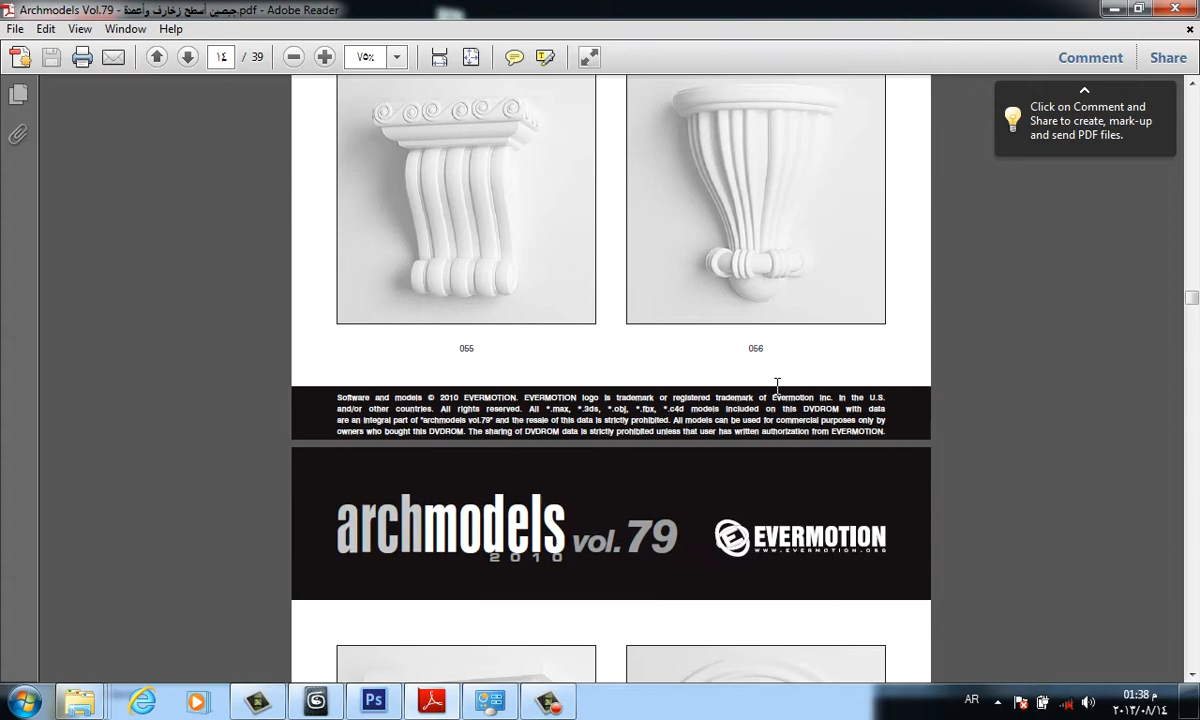 Archmodels Vol.79 - جبصين أسطح زخارف وأعمدة.pdf - Adobe Reader
File Edit View Window Help
١٤ / 39 ٧٥% Comment Share
Click on Comment and
Share to create, mark-up
and send PDF files.
055 056
Software and models © 2010 EVERMOTION. EVERMOTION logo is trademark or registered trademark of Evermotion Inc. in the U.S.
and/or other countries. All rights reserved. All *.max, *.3ds, *.obj, *.fbx, *.c4d models included on this DVDROM with data
are an integral part of "archmodels vol.79" and the resale of this data is strictly prohibited. All models can be used for commercial purposes only by
owners who bought this DVDROM. The sharing of DVDROM data is strictly prohibited unless that user has written authorization from EVERMOTION.
archmodels vol.79 EVERMOTION
2010 WWW.EVERMOTION.ORG
Ps AR 01:38 م
٢٠١٣/٠٨/١٤